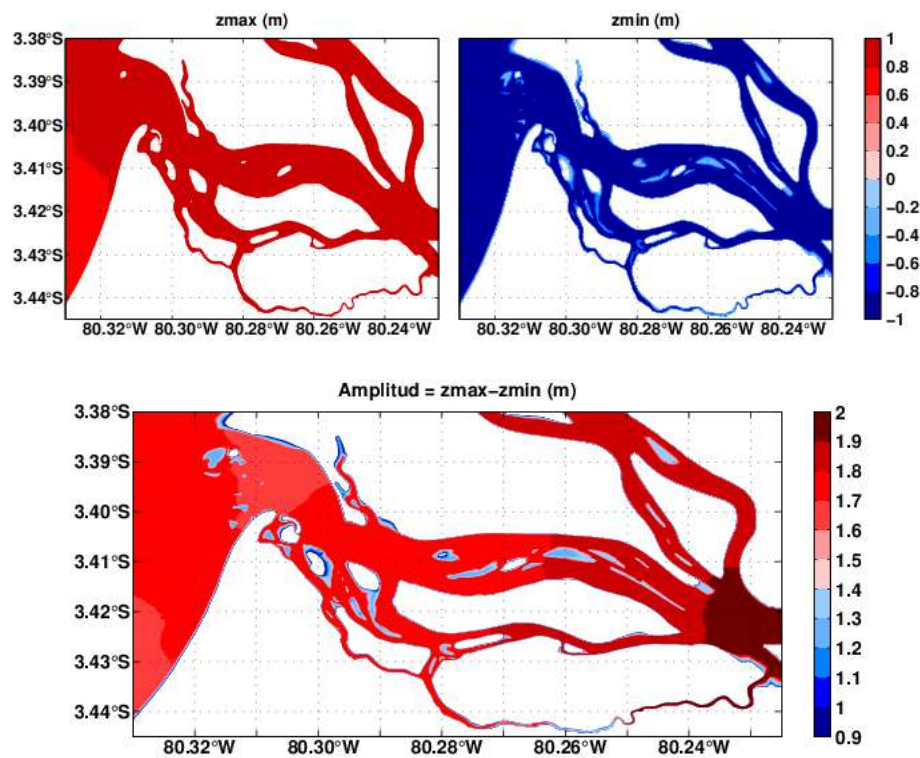 zmax (m)
zmin (m)
3.38°S
3.39°S
3.40°S
3.41°S
3.42°S
3.43°S
3.44°S
80.32°W 80.30°W 80.28°W 80.26°W 80.24°W
80.32°W 80.30°W 80.28°W 80.26°W 80.24°W
1
0.8
0.6
0.4
0.2
0
−0.2
−0.4
−0.6
−0.8
−1
Amplitud = zmax−zmin (m)
3.38°S
3.39°S
3.40°S
3.41°S
3.42°S
3.43°S
3.44°S
80.32°W 80.30°W 80.28°W 80.26°W 80.24°W
2
1.9
1.8
1.7
1.6
1.5
1.4
1.3
1.2
1.1
1
0.9